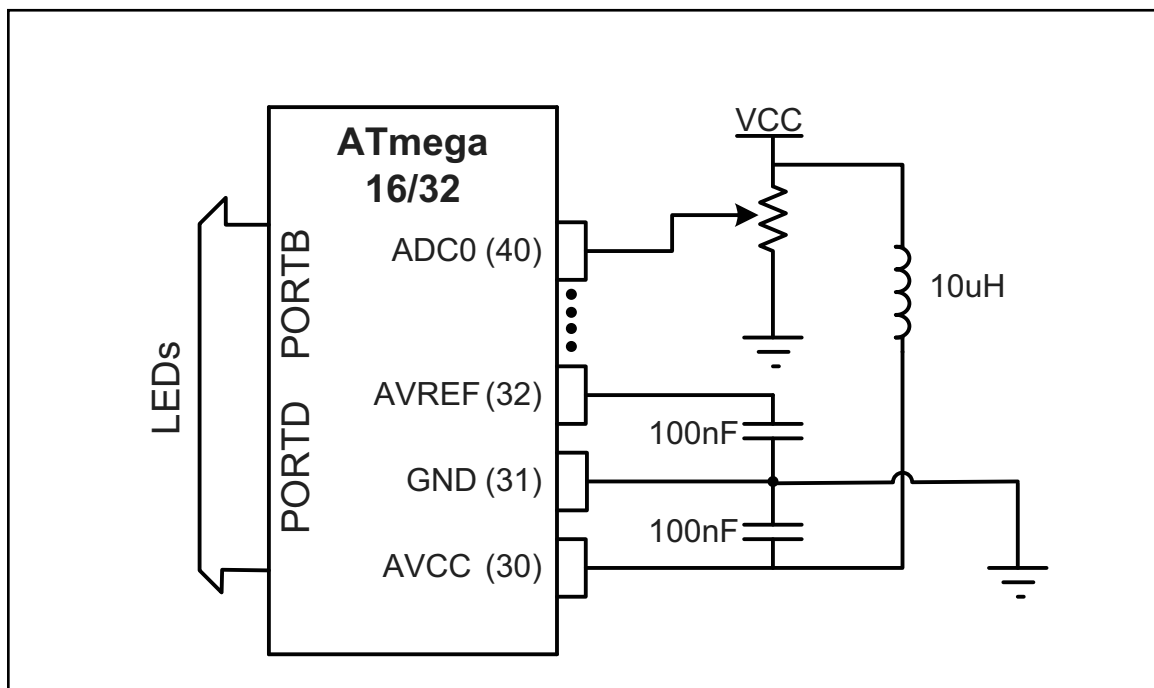 ATmega
16/32
VCC
ADC0 (40)
10uH
AVREF (32)
100nF
GND (31)
100nF
AVCC (30)
PORTB
PORTD
LEDs